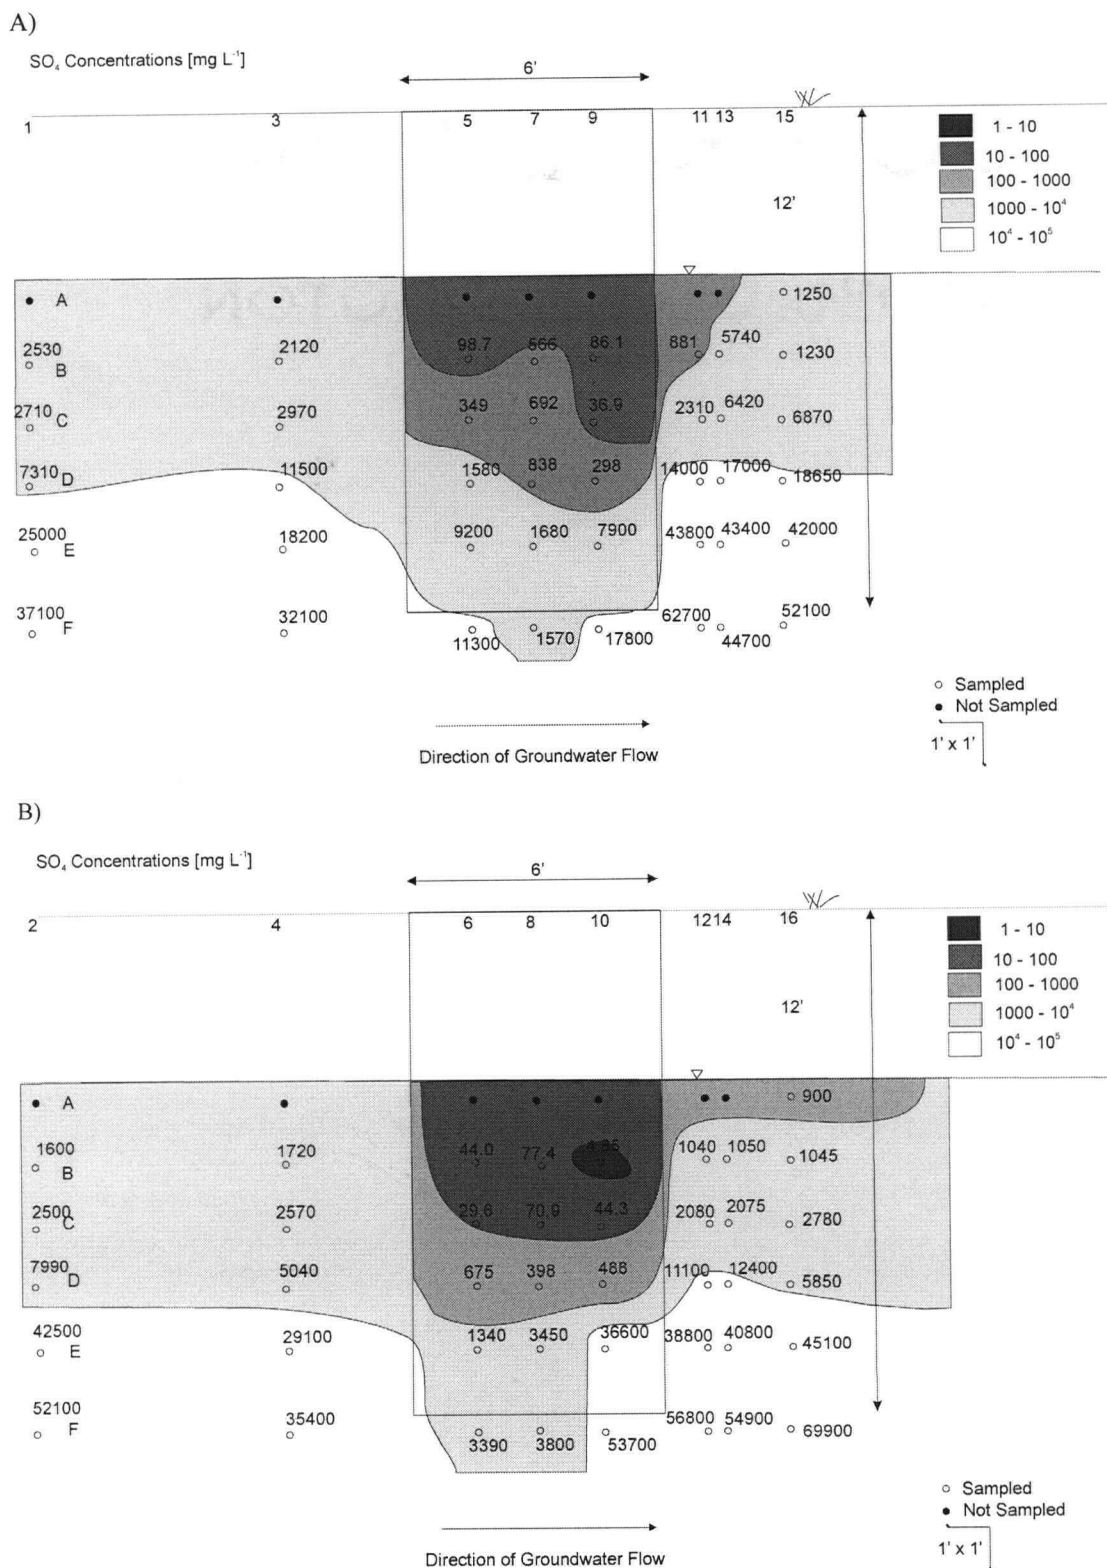 A)
SO₄ Concentrations [mg L⁻¹]
6'
1 3 5 7 9 11 13 15
1 - 10
10 - 100
100 - 1000
1000 - 10⁴
10⁴ - 10⁵
12'
A 1250
2530 2120 98.7 566 86.1 881 5740 1230
B
2710 C 2970 349 692 36.9 2310 6420 6870
7310 D 11500 1580 838 298 14000 17000 18650
25000 E 18200 9200 1680 7900 43800 43400 42000
37100 F 32100 11300 1570 17800 62700 44700 52100
Sampled
Not Sampled
1' x 1'
Direction of Groundwater Flow
B)
SO₄ Concentrations [mg L⁻¹]
6'
2 4 6 8 10 12 14 16
1 - 10
10 - 100
100 - 1000
1000 - 10⁴
10⁴ - 10⁵
12'
A 900
1600 1720 44.0 77.4 1040 1050 1045
B
2500 C 2570 29.6 70.9 44.3 2080 2075 2780
7990 D 5040 675 398 488 11100 12400 5850
42500 E 29100 1340 3450 36600 38800 40800 45100
52100 F 35400 3390 3800 53700 56800 54900 69900
Sampled
Not Sampled
1' x 1'
Direction of Groundwater Flow